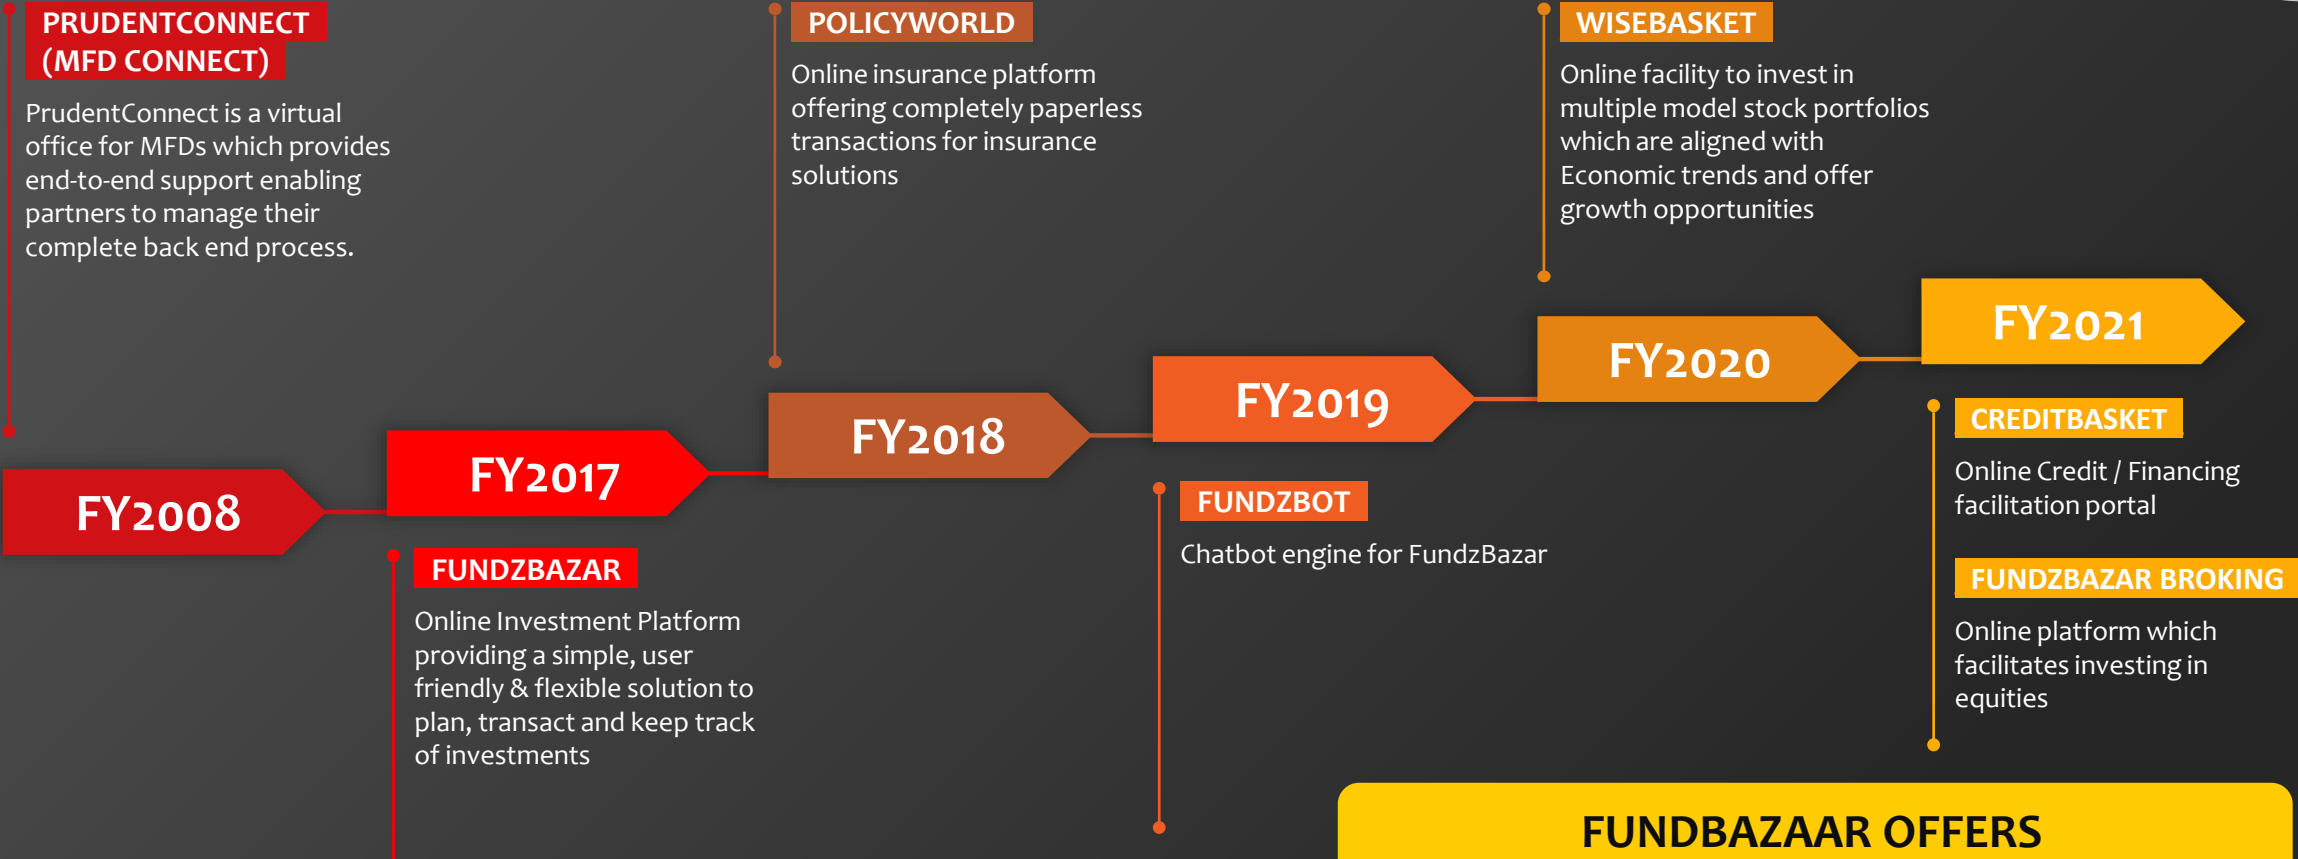 PRUDENTCONNECT
(MFD CONNECT)
PrudentConnect is a virtual
office for MFDs which provides
end-to-end support enabling
partners to manage their
complete back end process.
FY2008
FY2017
FUNDZBAZAR
Online Investment Platform
providing a simple, user
friendly & flexible solution to
plan, transact and keep track
of investments
POLICYWORLD
Online insurance platform
offering completely paperless
transactions for insurance
solutions
FY2018
FY2019
FUNDZBOT
Chatbot engine for FundzBazar
WISEBASKET
Online facility to invest in
multiple model stock portfolios
which are aligned with
Economic trends and offer
growth opportunities
FY2020
FY2021
CREDITBASKET
Online Credit / Financing
facilitation portal
FUNDZBAZAR BROKING
Online platform which
facilitates investing in
equities
FUNDBAZAAR OFFERS